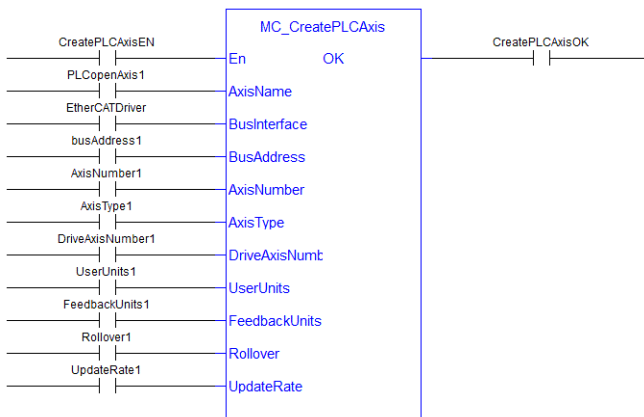 MC_CreatePLCAxis
CreatePLCAxisEN
En
OK
CreatePLCAxisOK
PLCopenAxis1
AxisName
EtherCATDriver
BusInterface
busAddress1
BusAddress
AxisNumber1
AxisNumber
AxisType1
AxisType
DriveAxisNumber1
DriveAxisNumb
UserUnits1
UserUnits
FeedbackUnits1
FeedbackUnits
Rollover1
Rollover
UpdateRate1
UpdateRate